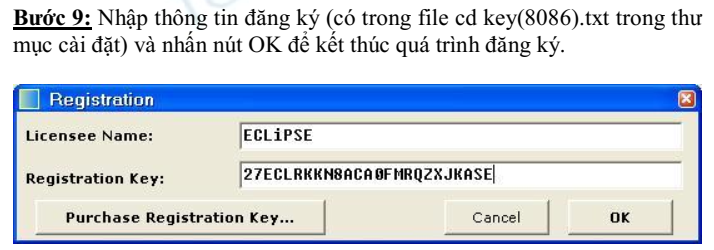 Bước 9: Nhập thông tin đăng ký (có trong file cd key(8086).txt trong thư
mục cài đặt) và nhấn nút OK để kết thúc quá trình đăng ký.
Registration
Licensee Name:
ECLiPSE
Registration Key:
27ECLRKKN8ACA0FMRQZXJKASE
Purchase Registration Key...
Cancel
OK